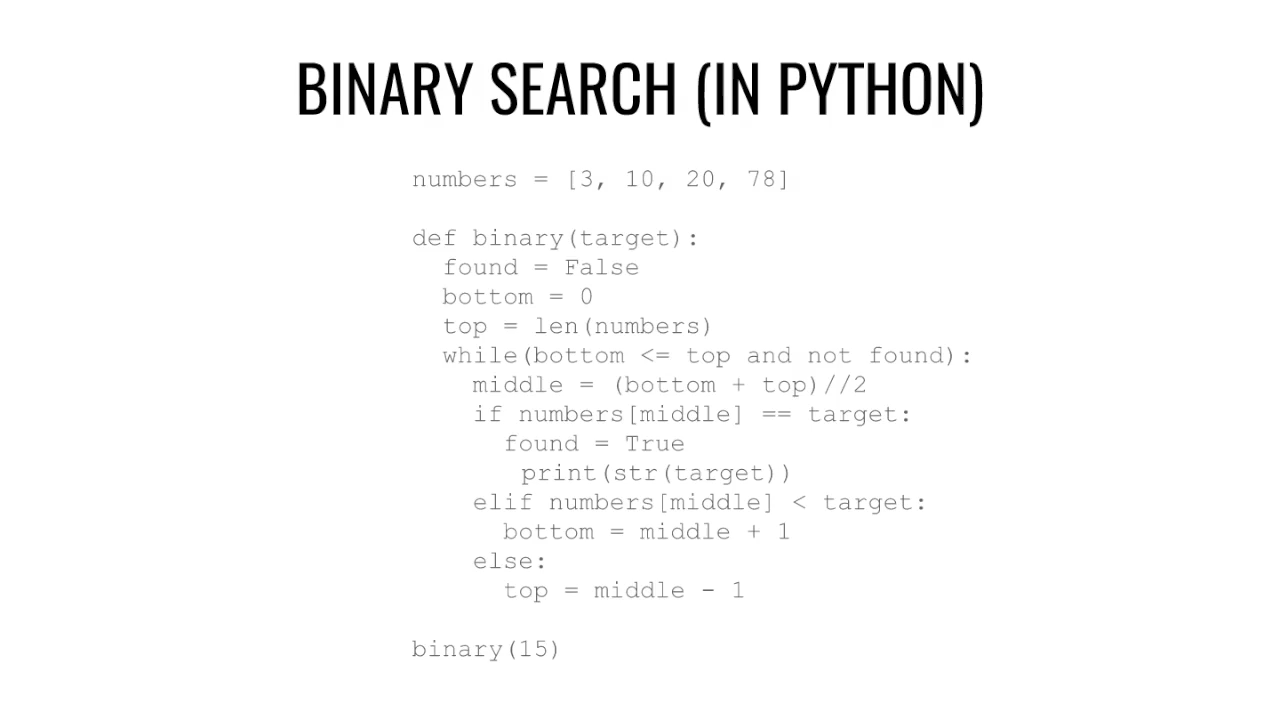 BINARY SEARCH (IN PYTHON)
numbers = [3, 10, 20, 78]

def binary(target):
  found = False
  bottom = 0
  top = len(numbers)
  while(bottom <= top and not found):
    middle = (bottom + top)//2
    if numbers[middle] == target:
      found = True
       print(str(target))
    elif numbers[middle] < target:
      bottom = middle + 1
    else:
      top = middle - 1

binary(15)